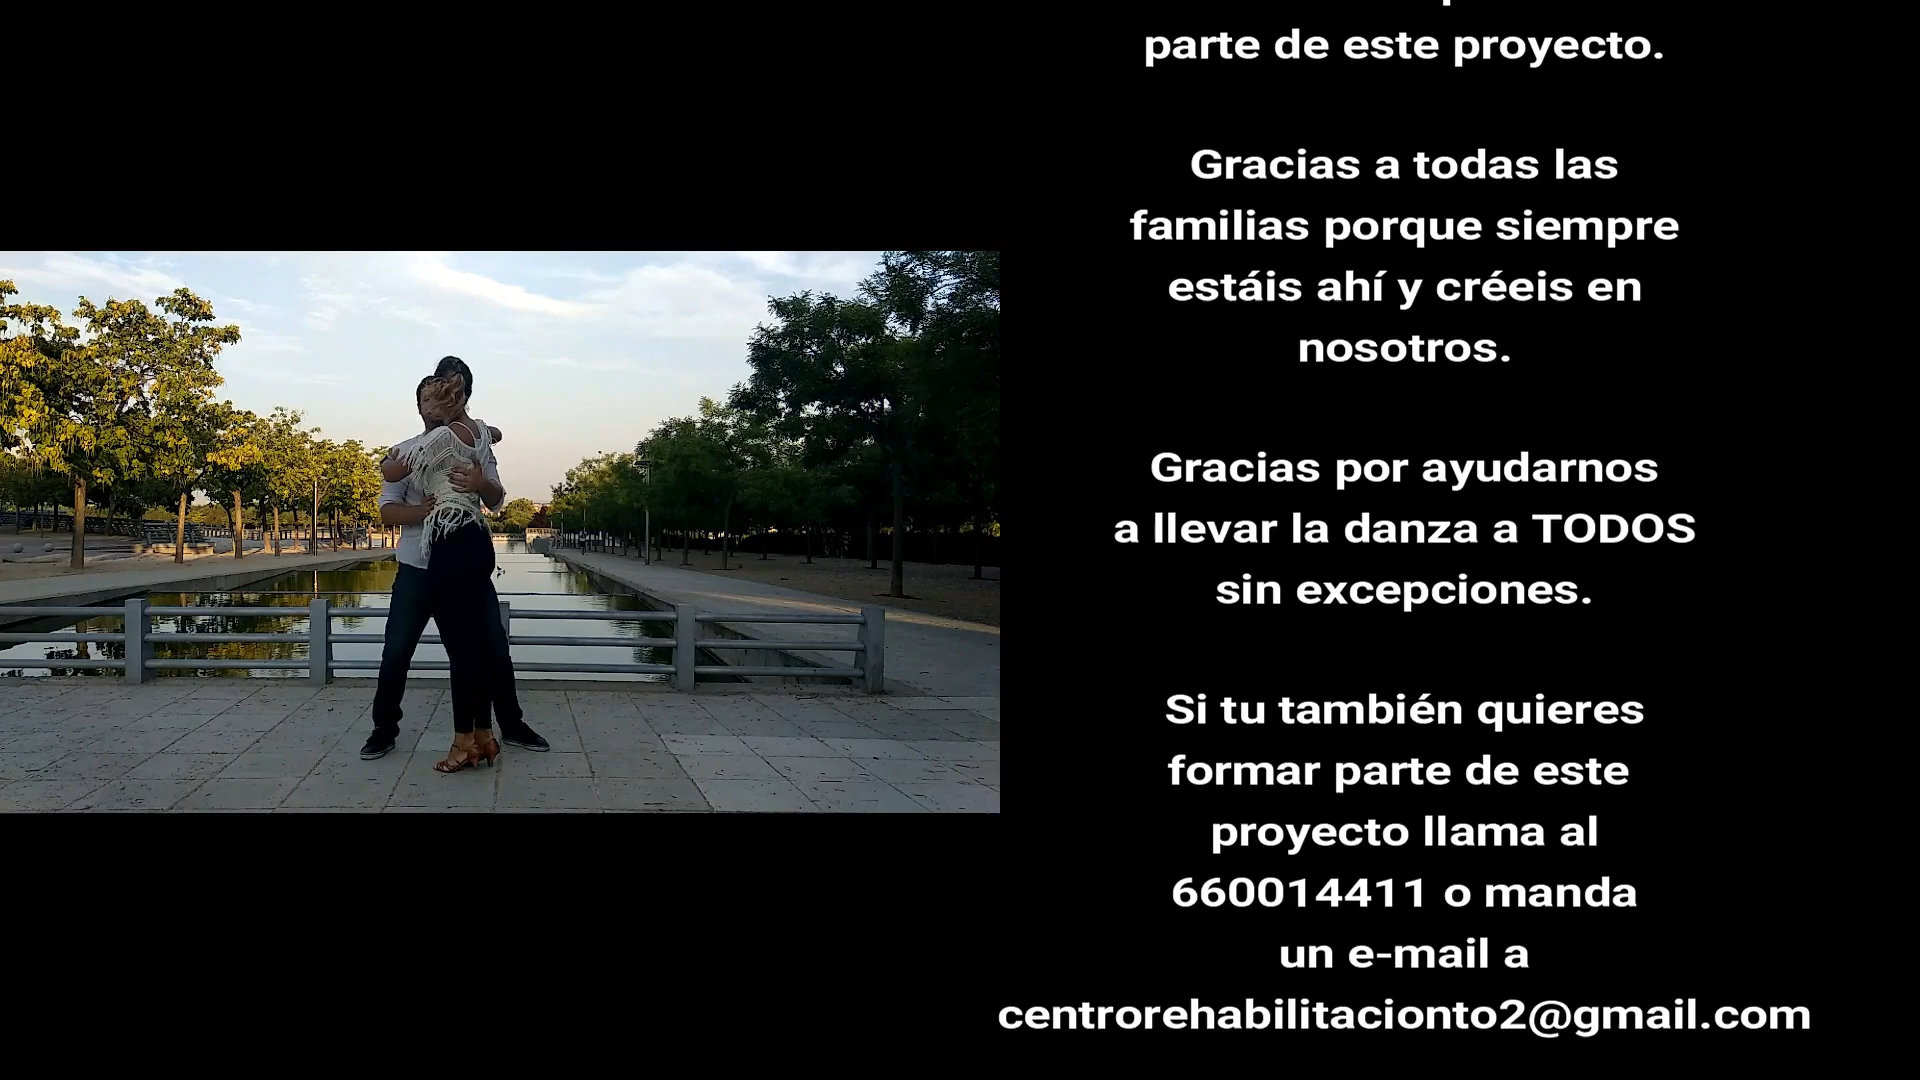 parte de este proyecto.
Gracias a todas las
familias porque siempre
estáis ahí y créeis en
nosotros.
Gracias por ayudarnos
a llevar la danza a TODOS
sin excepciones.
Si tu también quieres
formar parte de este
proyecto llama al
660014411 o manda
un e-mail a
centrorehabilitacionto2@gmail.com